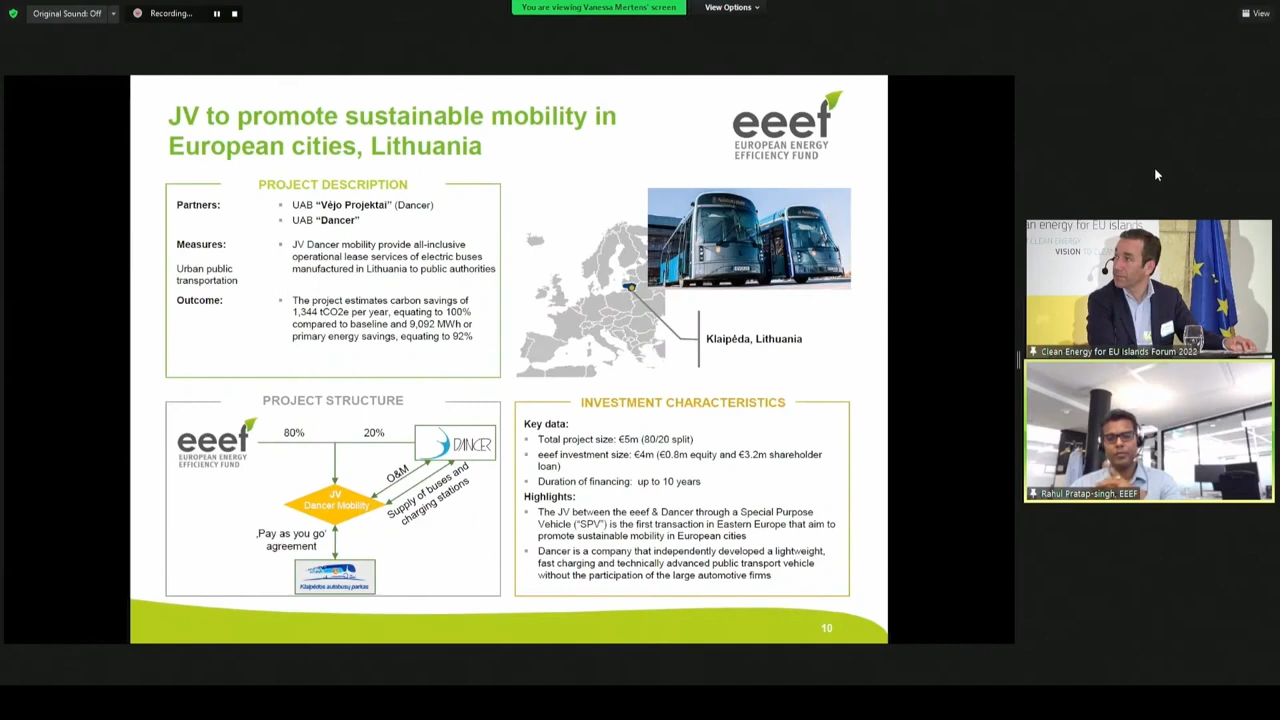 Original Sound: Off
Recording...
You are viewing Vanessa Mertens' screen
View Options
View
JV to promote sustainable mobility in
European cities, Lithuania
eeef
EUROPEAN ENERGY
EFFICIENCY FUND
PROJECT DESCRIPTION
Partners:
UAB “Vėjo Projektai” (Dancer)
UAB “Dancer”
Measures:
Urban public
transportation
JV Dancer mobility provide all-inclusive
operational lease services of electric buses
manufactured in Lithuania to public authorities
Outcome:
The project estimates carbon savings of
1,344 tCO2e per year, equating to 100%
compared to baseline and 9,092 MWh or
primary energy savings, equating to 92%
Klaipėda, Lithuania
PROJECT STRUCTURE
eeef
EUROPEAN ENERGY
EFFICIENCY FUND
80%
20%
DANCER
O&M
Supply of buses and
charging stations
JV
Dancer Mobility
‚Pay as you go‘
agreement
Klaipėdos autobusų parkas
INVESTMENT CHARACTERISTICS
Key data:
Total project size: €5m (80/20 split)
eeef investment size: €4m (€0.8m equity and €3.2m shareholder
loan)
Duration of financing: up to 10 years
Highlights:
The JV between the eeef & Dancer through a Special Purpose
Vehicle (“SPV”) is the first transaction in Eastern Europe that aim to
promote sustainable mobility in European cities
Dancer is a company that independently developed a lightweight,
fast charging and technically advanced public transport vehicle
without the participation of the large automotive firms
10
an energy for EU islands
CLEAN ENERGY
VISION TO
Clean Energy for EU Islands Forum 2022
Rahul Pratap-singh, EEEF